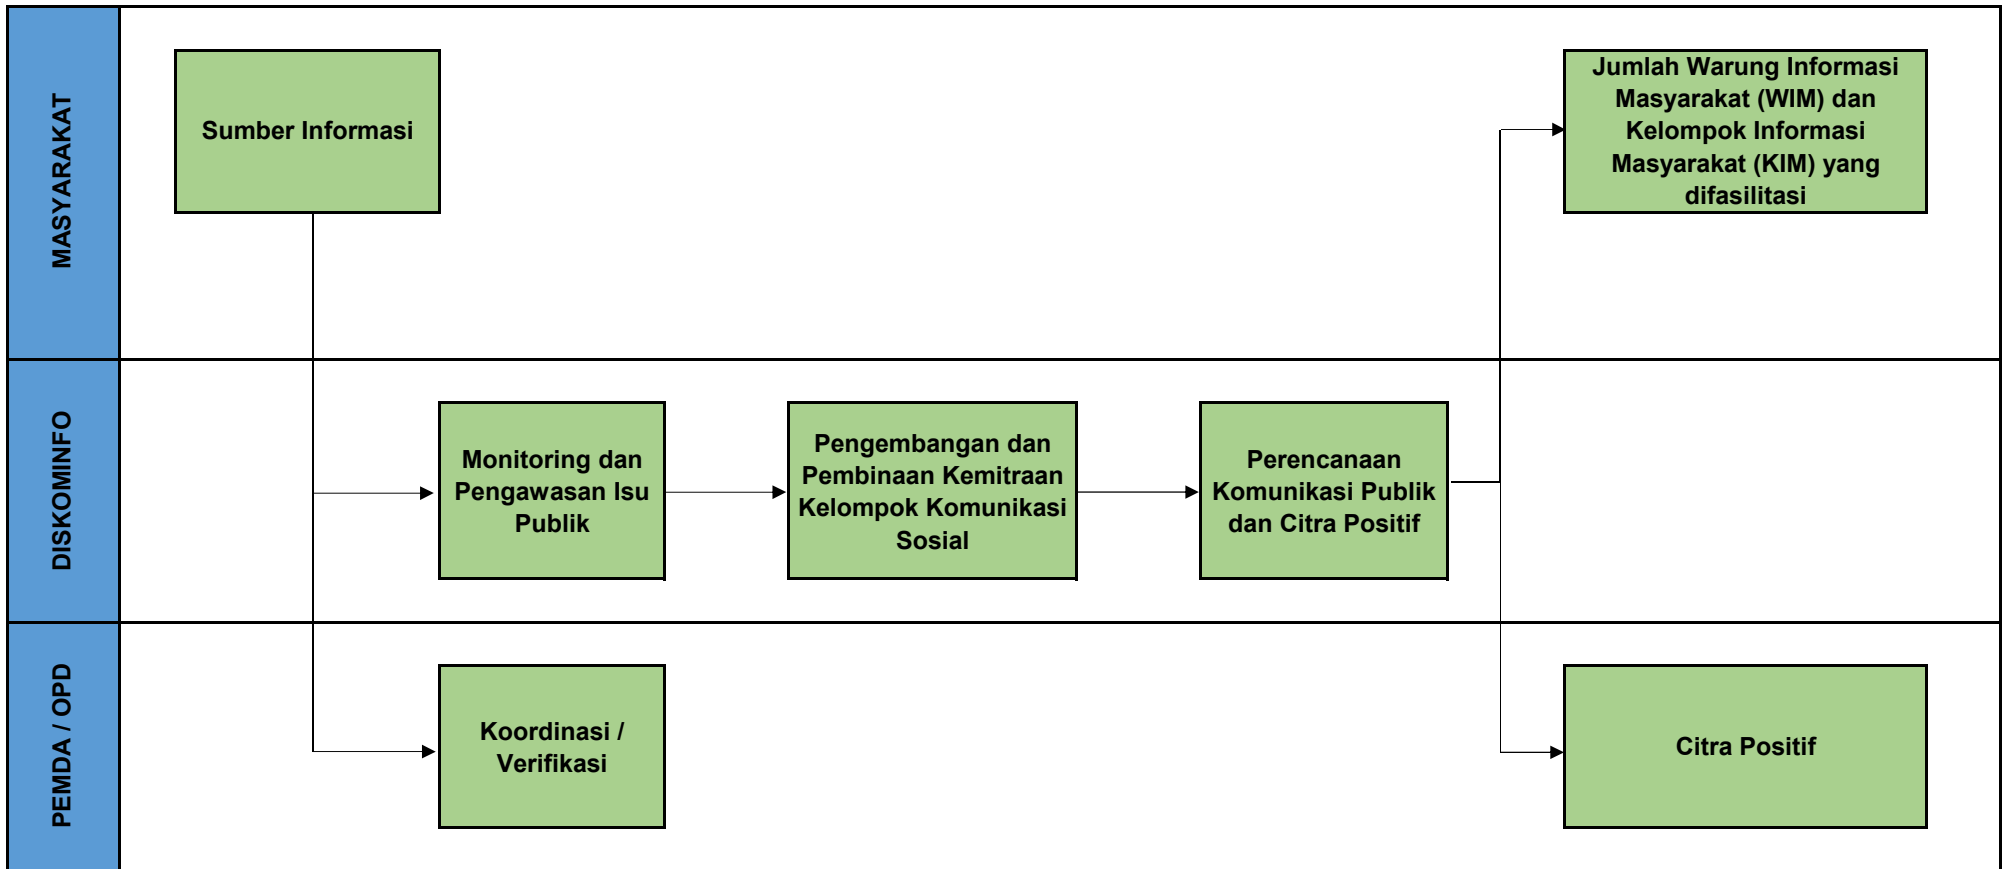 MASYARAKAT
Sumber Informasi
Jumlah Warung Informasi
Masyarakat (WIM) dan
Kelompok Informasi
Masyarakat (KIM) yang
difasilitasi
DISKOMINFO
Monitoring dan
Pengawasan Isu
Publik
Pengembangan dan
Pembinaan Kemitraan
Kelompok Komunikasi
Sosial
Perencanaan
Komunikasi Publik
dan Citra Positif
PEMDA / OPD
Koordinasi /
Verifikasi
Citra Positif